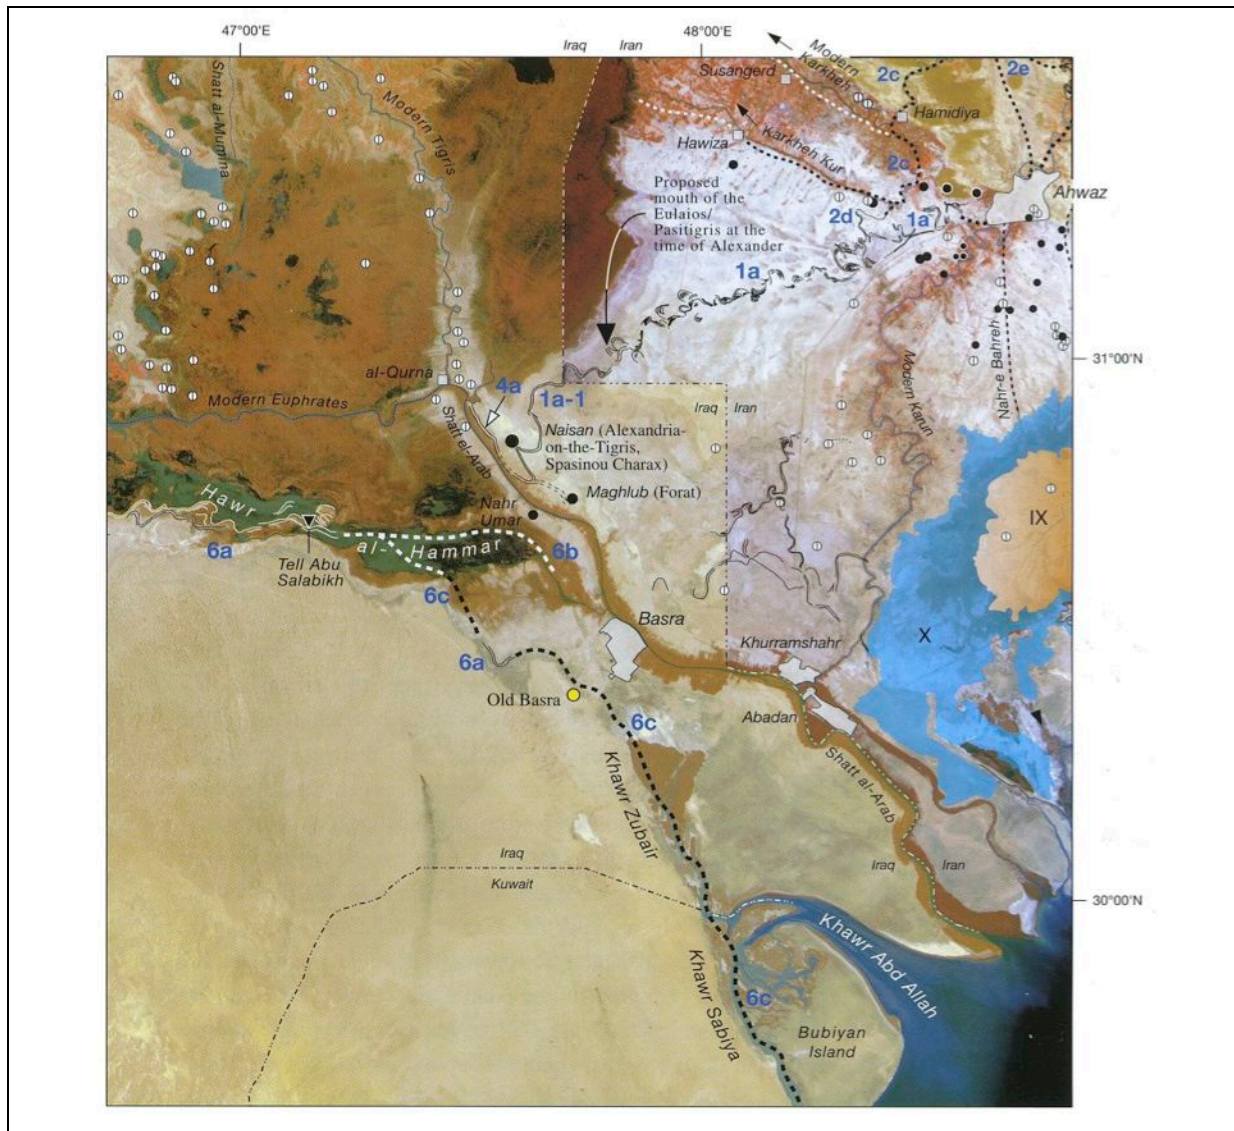 47°00'E
48°00'E
Iraq
Iran
Shatt al-Mumina
Modern Tigris
Susangerd
Modern
Karkheh
2c
2e
Hamidiya
Hawiza
Karkheh Kur
2c
Ahwaz
Proposed
mouth of the
Eulaios/
Pasitigris at the
time of Alexander
2d
1a
1a
31°00'N
al-Qurna
Modern Euphrates
4a
1a-1
Iraq
Iran
Modern Karun
Nahr-e Bahreh
Shatt el-Arab
Naisan (Alexandria-
on-the-Tigris,
Spasinou Charax)
Maghlub (Forat)
Nahr
Umar
Hawr
al-Hammar
IX
6a
Tell Abu
Salabikh
6b
6c
Basra
X
Khurramshahr
6a
Old Basra
6c
Abadan
Shatt al-Arab
Khawr Zubair
Iraq
Kuwait
Iraq
Iran
30°00'N
Khawr Abd Allah
Khawr Sabiya
6c
Bubiyan
Island